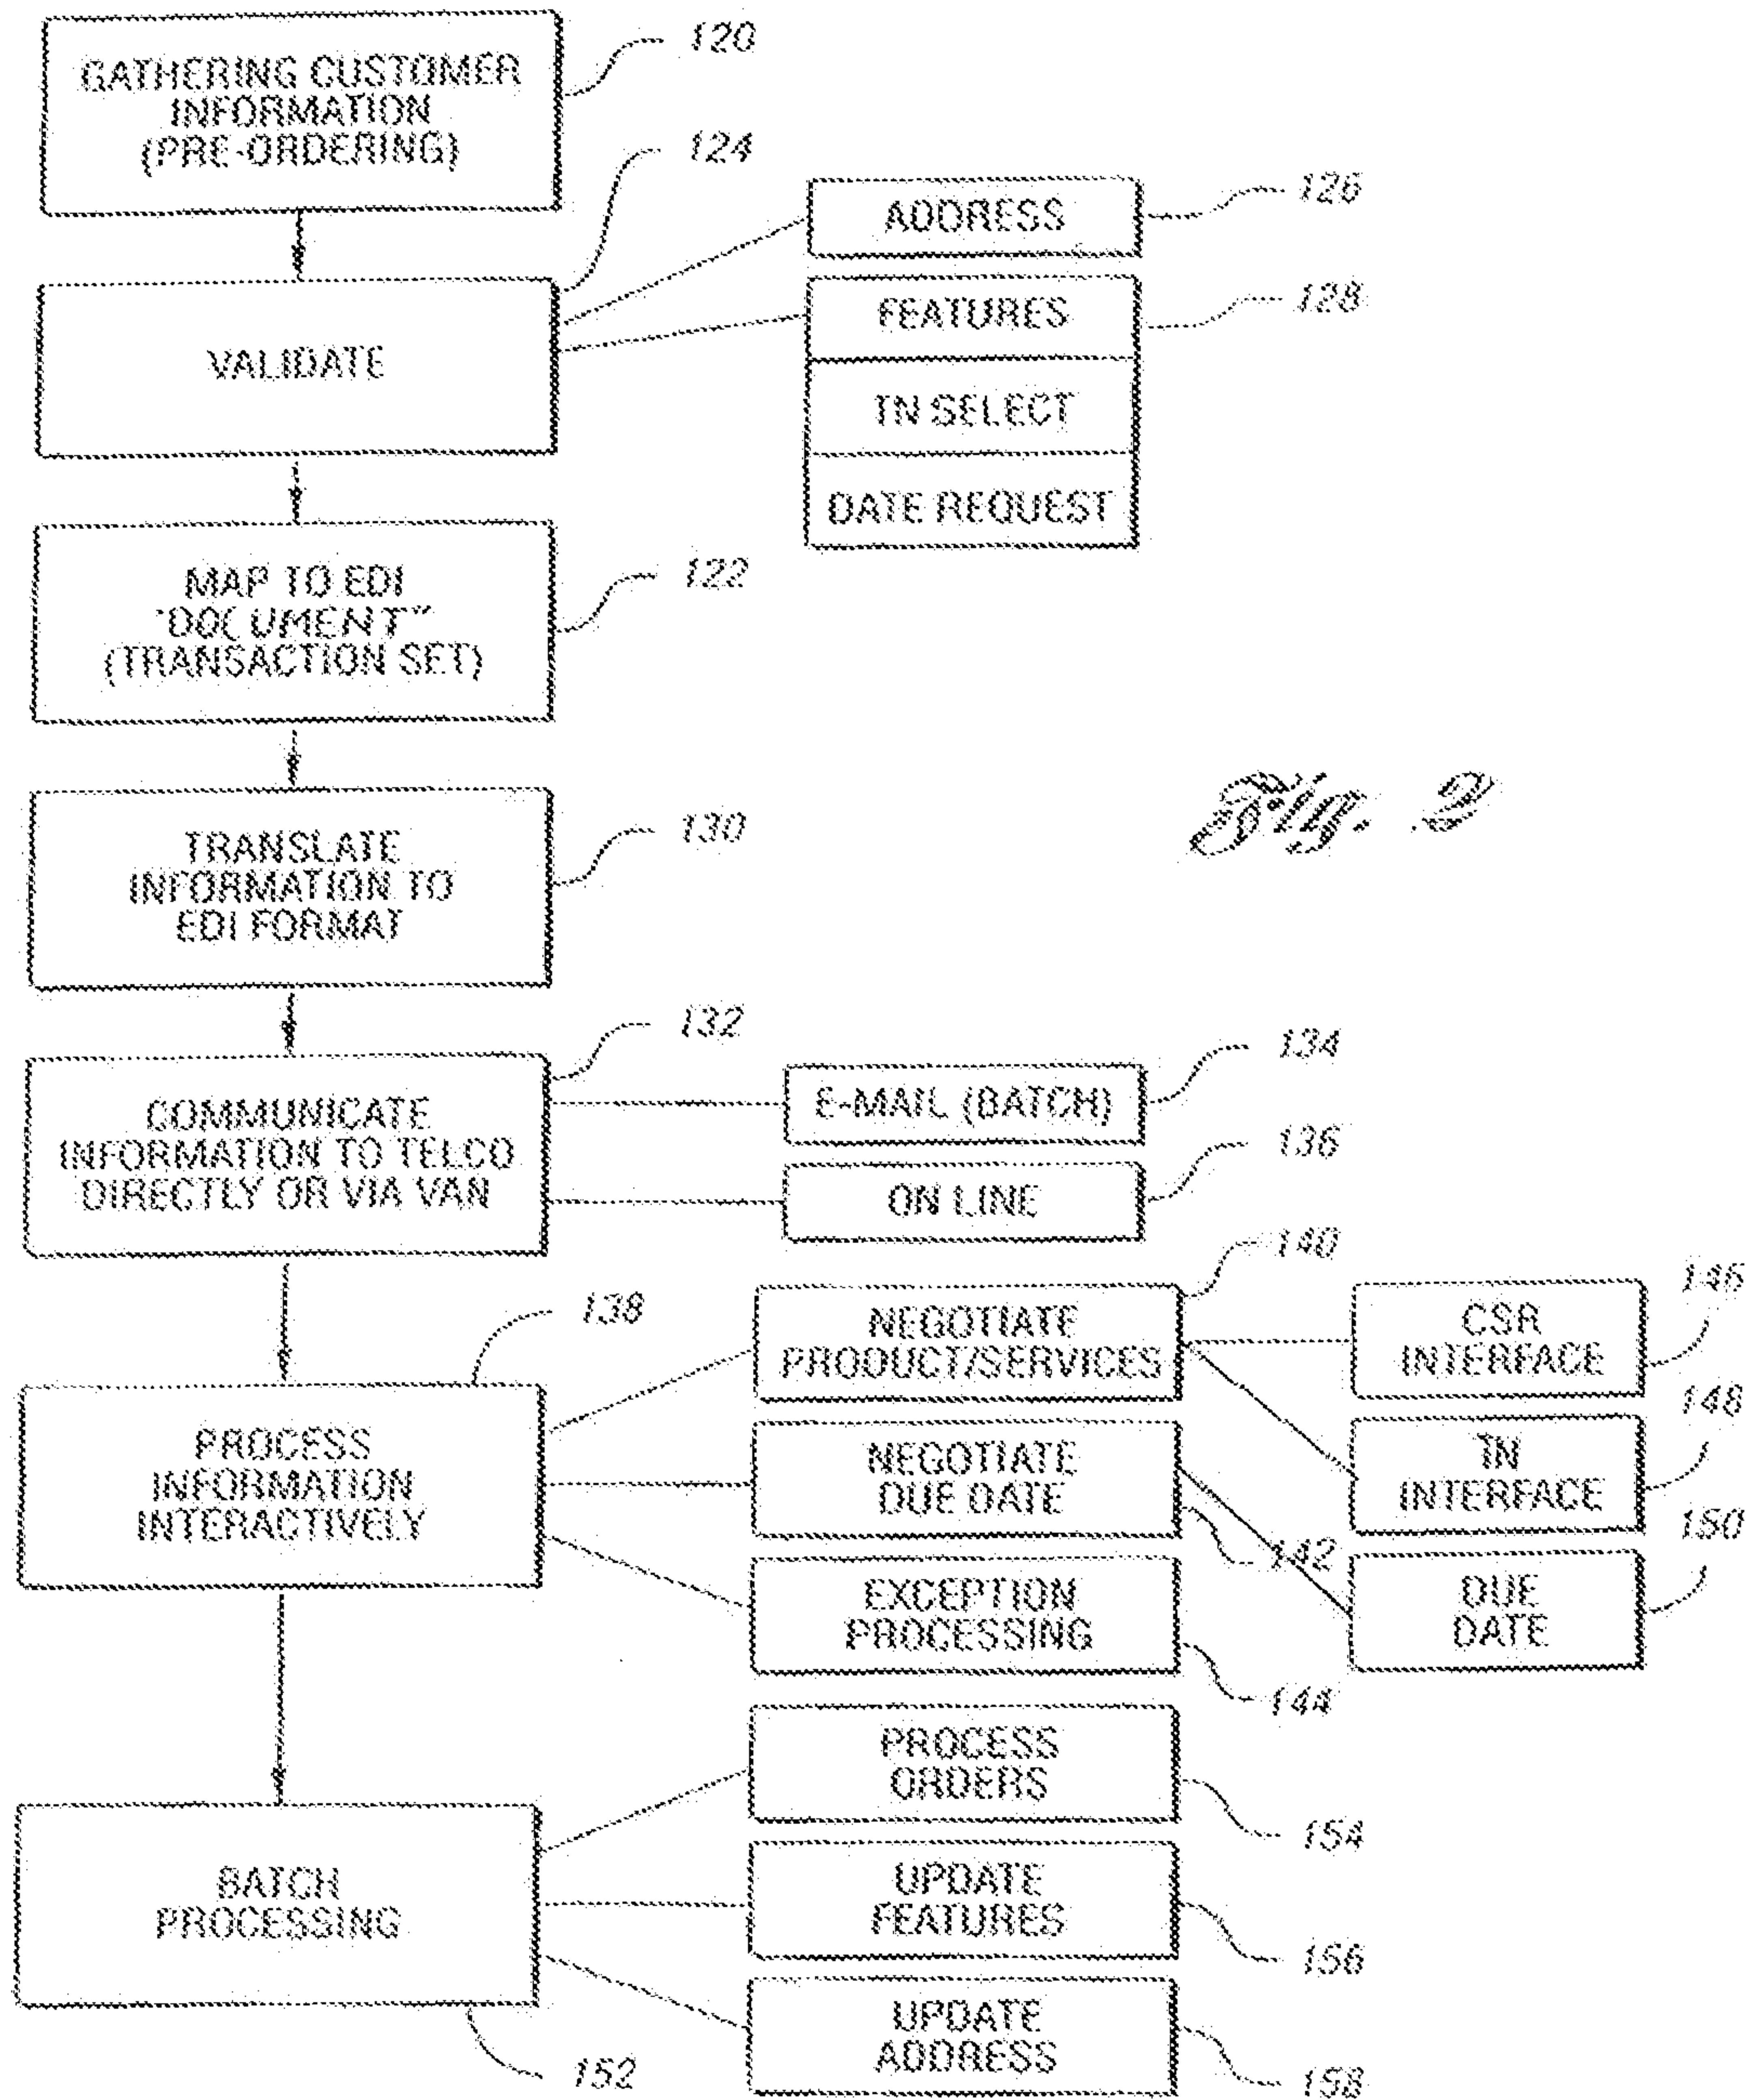 GATHERING CUSTOMER
INFORMATION
(PRE-ORDERING)
120
124
VALIDATE
ADDRESS
126
FEATURES
128
TN SELECT
DATE REQUEST
MAP TO EDI
"DOCUMENT"
(TRANSACTION SET)
122
TRANSLATE
INFORMATION TO
EDI FORMAT
130
Fig. 2
132
COMMUNICATE
INFORMATION TO TELCO
DIRECTLY OR VIA VAN
E-MAIL (BATCH)
134
ON LINE
136
138
PROCESS
INFORMATION
INTERACTIVELY
140
NEGOTIATE
PRODUCT/SERVICES
CSR
INTERFACE
146
NEGOTIATE
DUE DATE
142
TN
INTERFACE
148
EXCEPTION
PROCESSING
144
DUE
DATE
150
BATCH
PROCESSING
152
PROCESS
ORDERS
154
UPDATE
FEATURES
156
UPDATE
ADDRESS
158